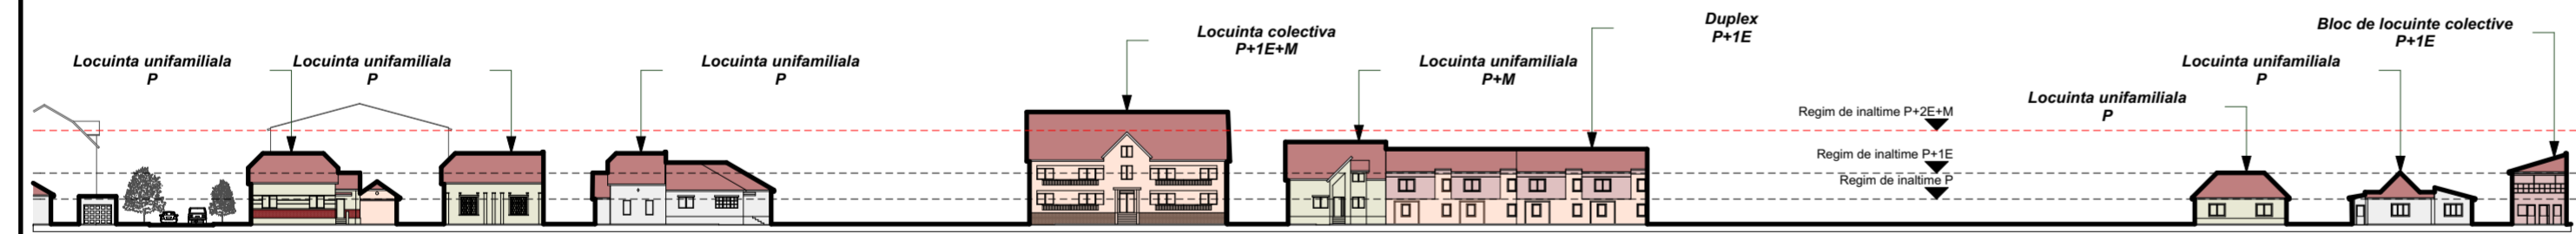 Locuinta unifamiliala
P
Locuinta unifamiliala
P
Locuinta unifamiliala
P
Locuinta colectiva
P+1E+M
Locuinta unifamiliala
P+M
Duplex
P+1E
Regim de inaltime P+2E+M
Regim de inaltime P+1E
Regim de inaltime P
Locuinta unifamiliala
P
Locuinta unifamiliala
P
Bloc de locuinte colective
P+1E